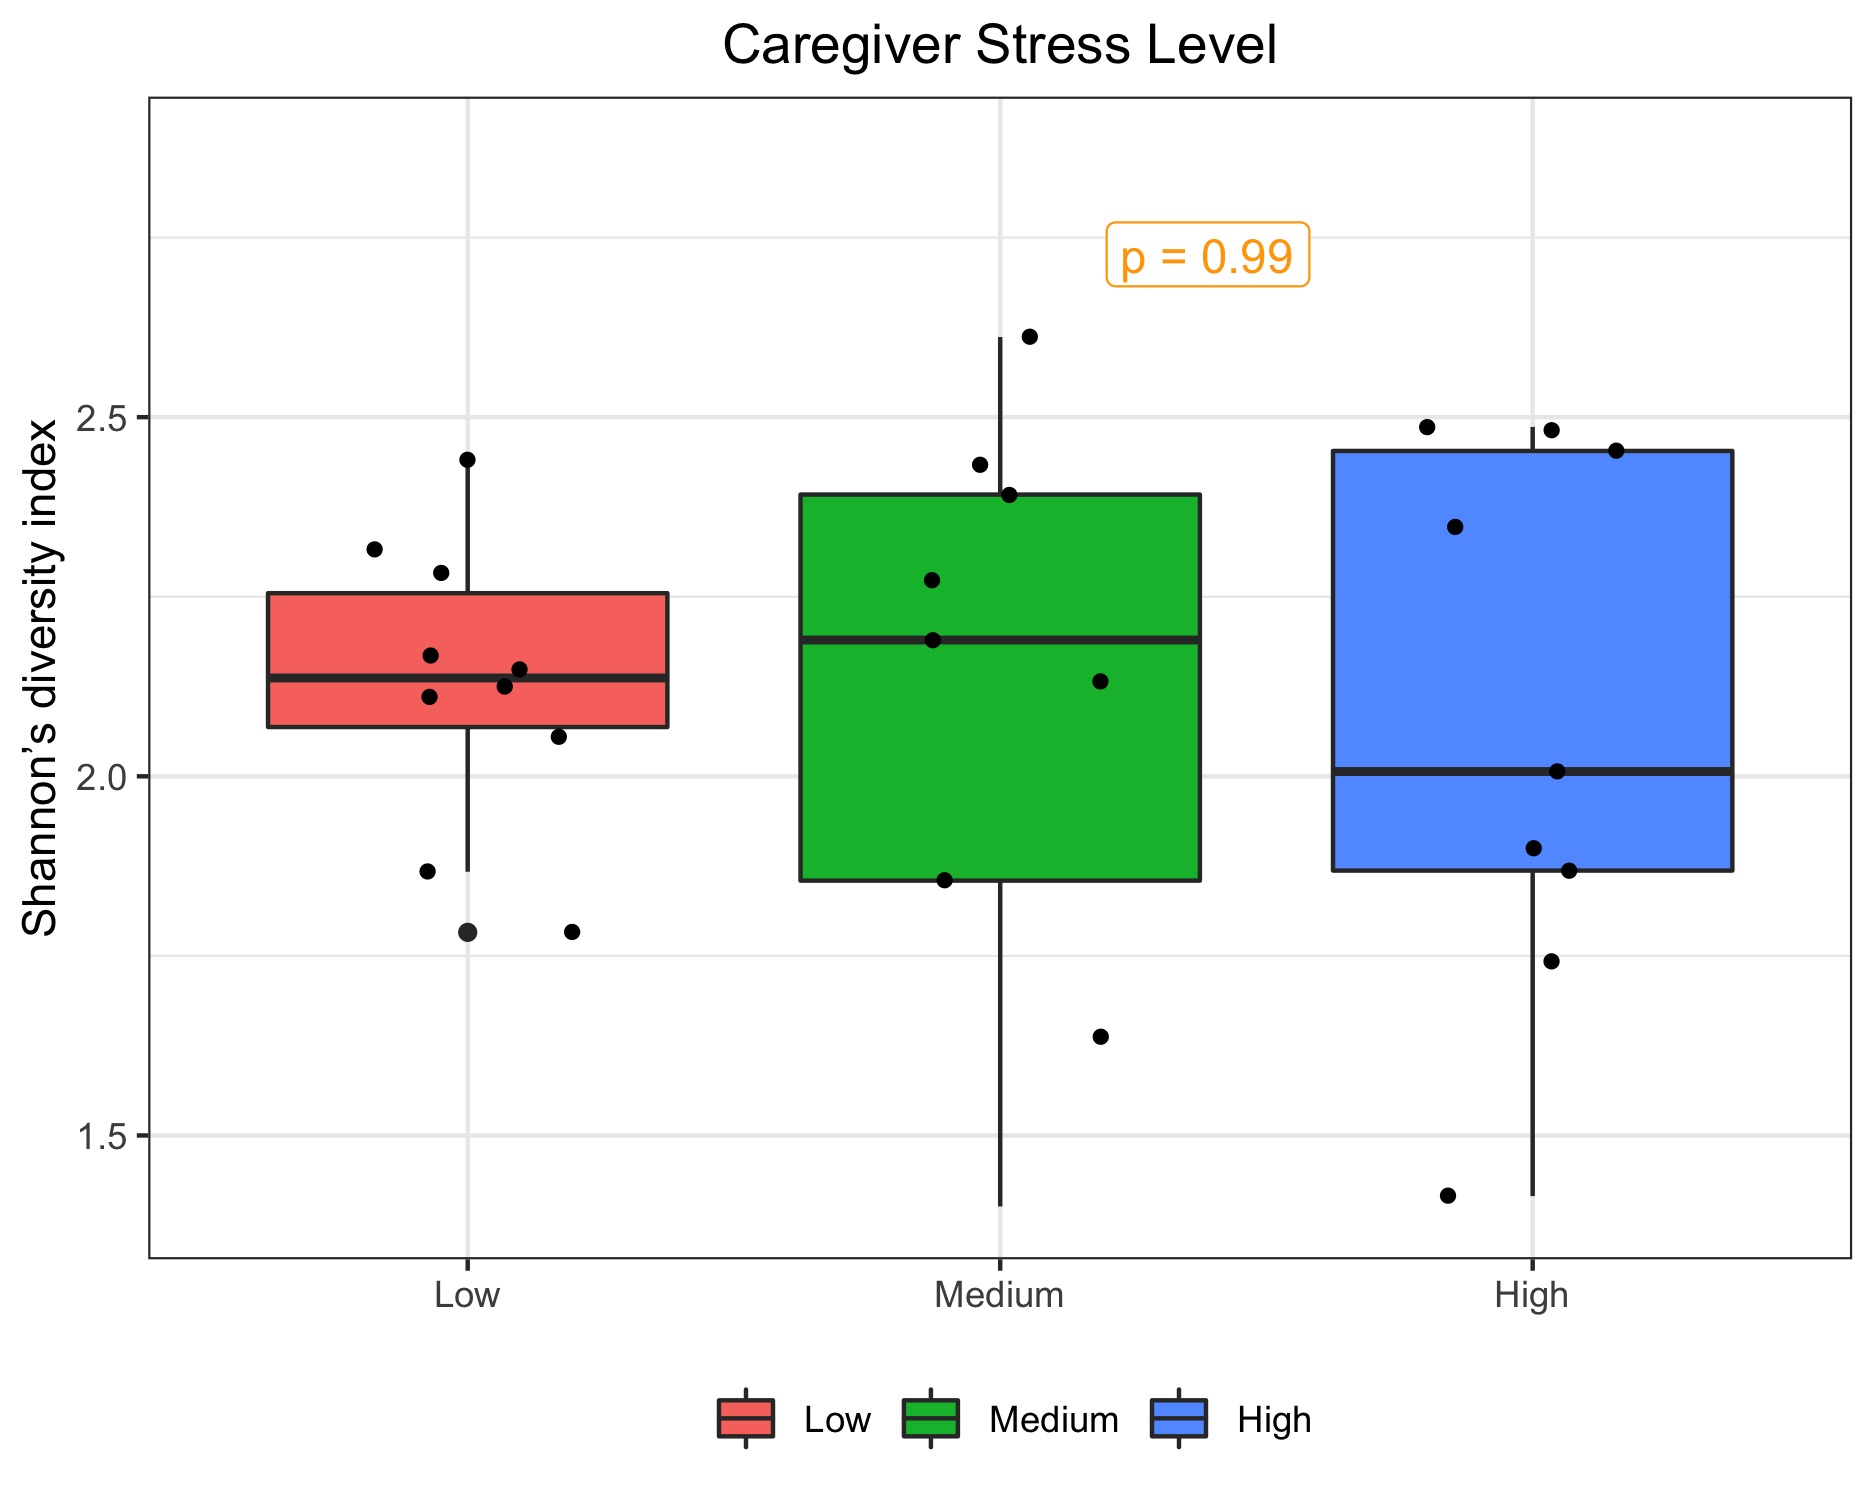 Caregiver Stress Level
p = 0.99
Shannon’s diversity index
2.5
2.0
1.5
Low Medium High
Low Medium High